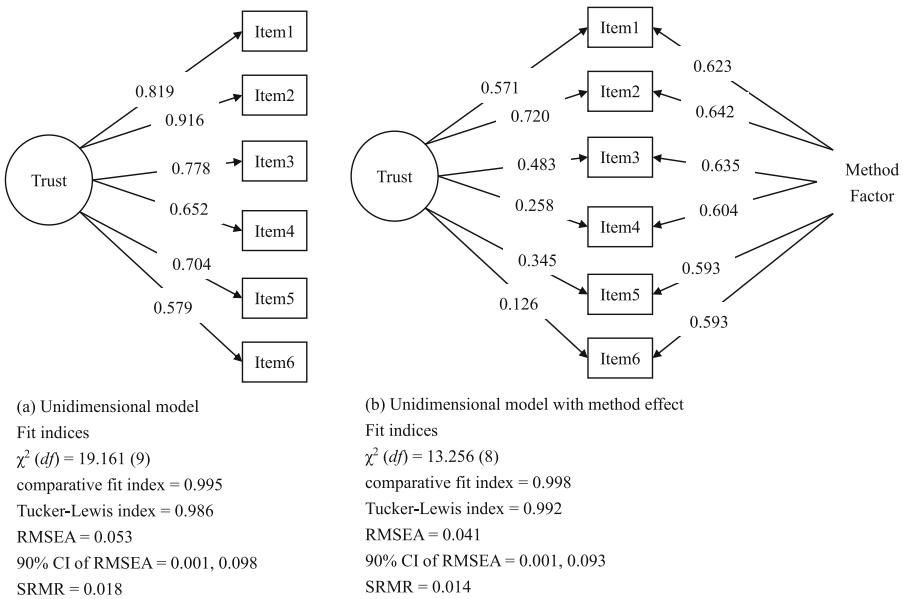 Trust
Item1
Item2
Item3
Item4
Item5
Item6
0.819
0.916
0.778
0.652
0.704
0.579
(a) Unidimensional model
Fit indices
χ² (df) = 19.161 (9)
comparative fit index = 0.995
Tucker-Lewis index = 0.986
RMSEA = 0.053
90% CI of RMSEA = 0.001, 0.098
SRMR = 0.018
Trust
Item1
Item2
Item3
Item4
Item5
Item6
0.571
0.720
0.483
0.258
0.345
0.126
0.623
0.642
0.635
0.604
0.593
0.593
Method
Factor
(b) Unidimensional model with method effect
Fit indices
χ² (df) = 13.256 (8)
comparative fit index = 0.998
Tucker-Lewis index = 0.992
RMSEA = 0.041
90% CI of RMSEA = 0.001, 0.093
SRMR = 0.014